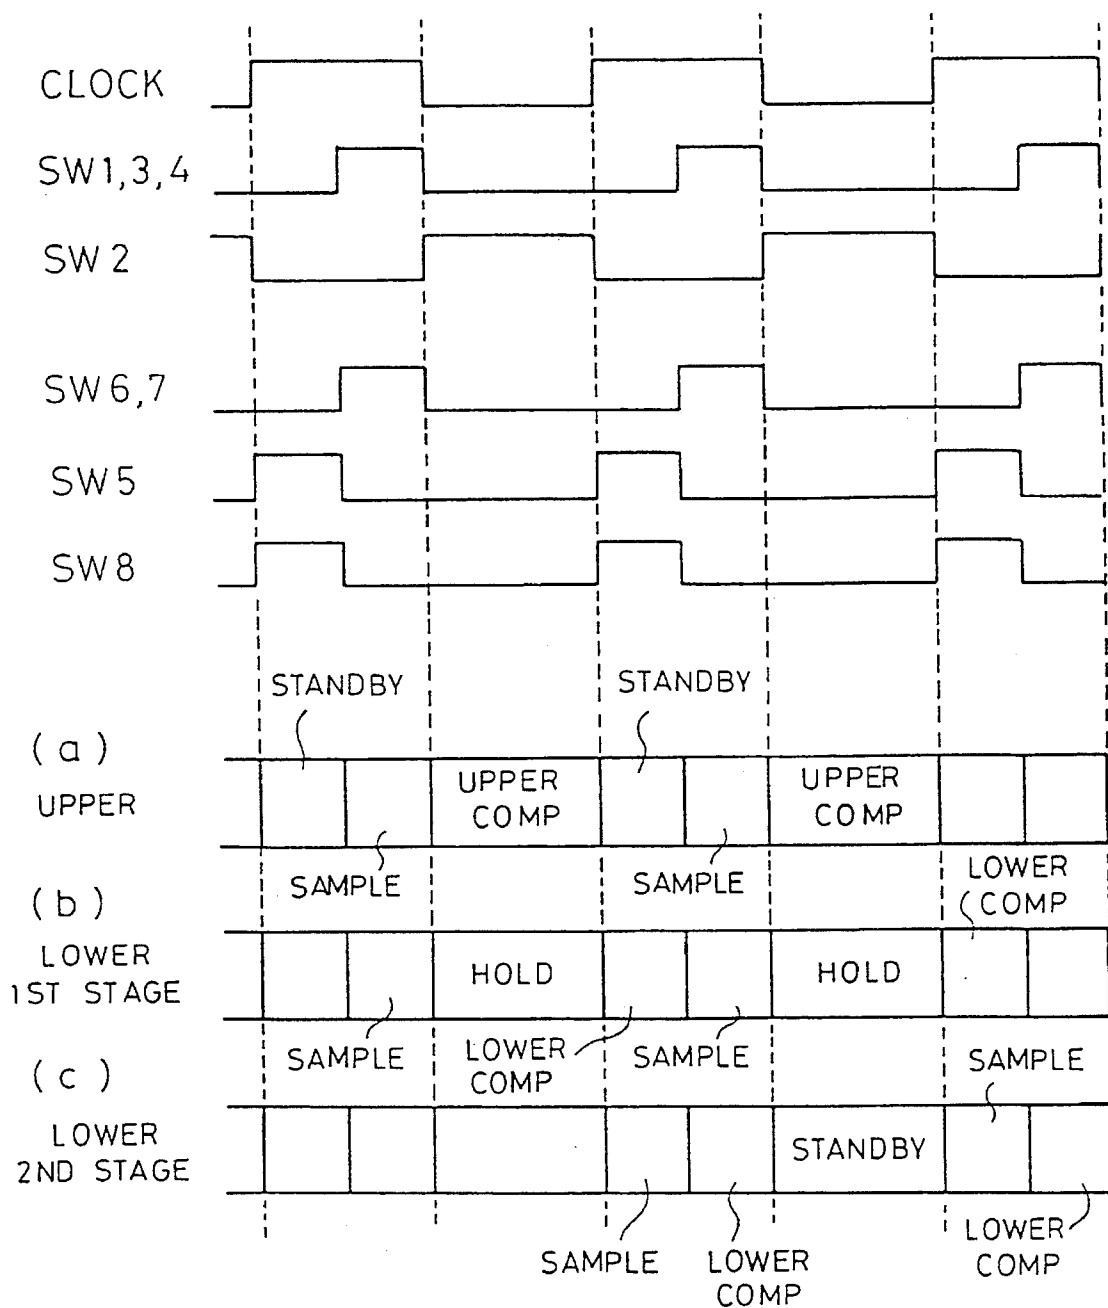 CLOCK
SW1,3,4
SW2
SW6,7
SW5
SW8
STANDBY
STANDBY
(a)
UPPER
UPPER
COMP
UPPER
COMP
SAMPLE
SAMPLE
LOWER
COMP
(b)
LOWER
1ST STAGE
HOLD
HOLD
SAMPLE
LOWER
COMP
SAMPLE
SAMPLE
(c)
LOWER
2ND STAGE
STANDBY
SAMPLE
LOWER
COMP
LOWER
COMP